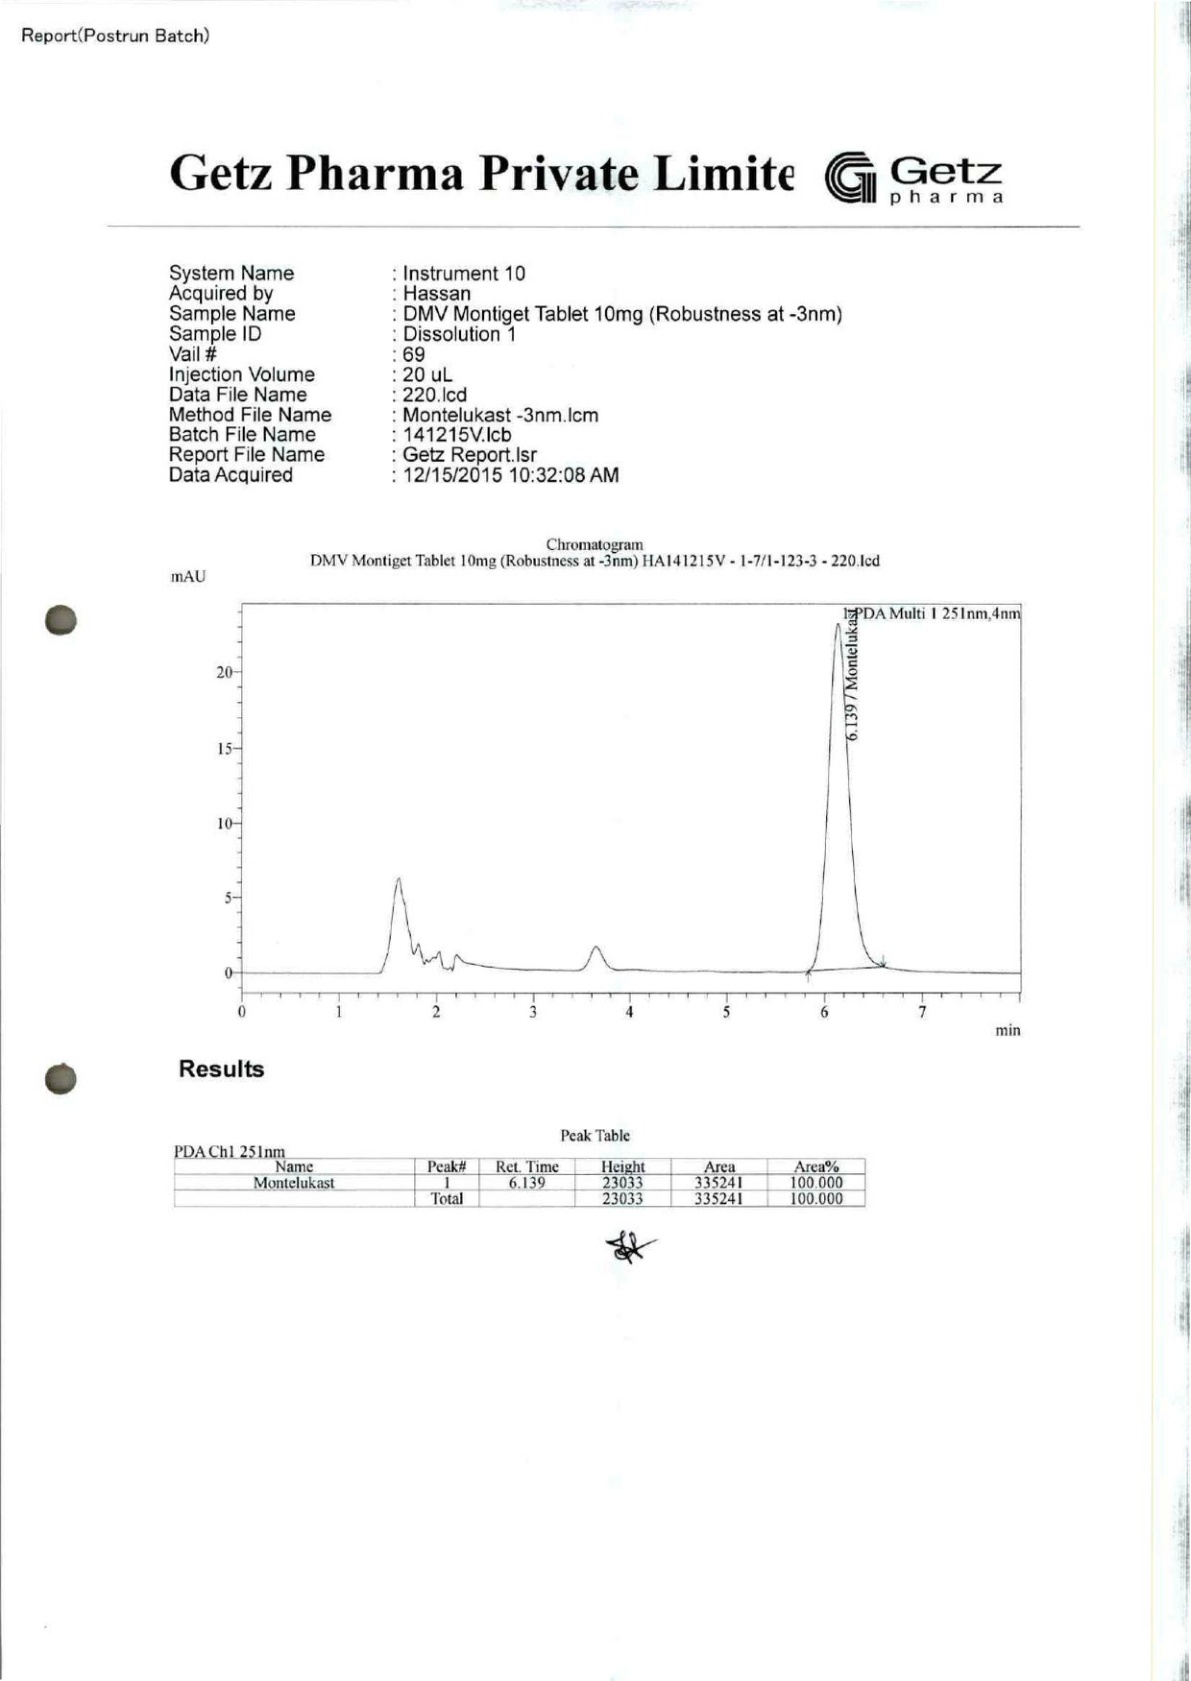 Report(Postrun Batch)
Getz Pharma Private Limite
Getz
pharma
System Name : Instrument 10
Acquired by : Hassan
Sample Name : DMV Montiget Tablet 10mg (Robustness at -3nm)
Sample ID : Dissolution 1
Vail # : 69
Injection Volume : 20 uL
Data File Name : 220.lcd
Method File Name : Montelukast -3nm.lcm
Batch File Name : 141215V.lcb
Report File Name : Getz Report.lsr
Data Acquired : 12/15/2015 10:32:08 AM
Chromatogram
DMV Montiget Tablet 10mg (Robustness at -3nm) HA141215V - 1-7/1-123-3 - 220.lcd
mAU
PDA Multi 1 251nm,4nm
6.139 / Montelukast
20
15
10
5
0
0 1 2 3 4 5 6 7
min
Results
Peak Table
PDA Ch1 251nm
Name Peak# Ret. Time Height Area Area%
Montelukast 1 6.139 23033 335241 100.000
Total 23033 335241 100.000